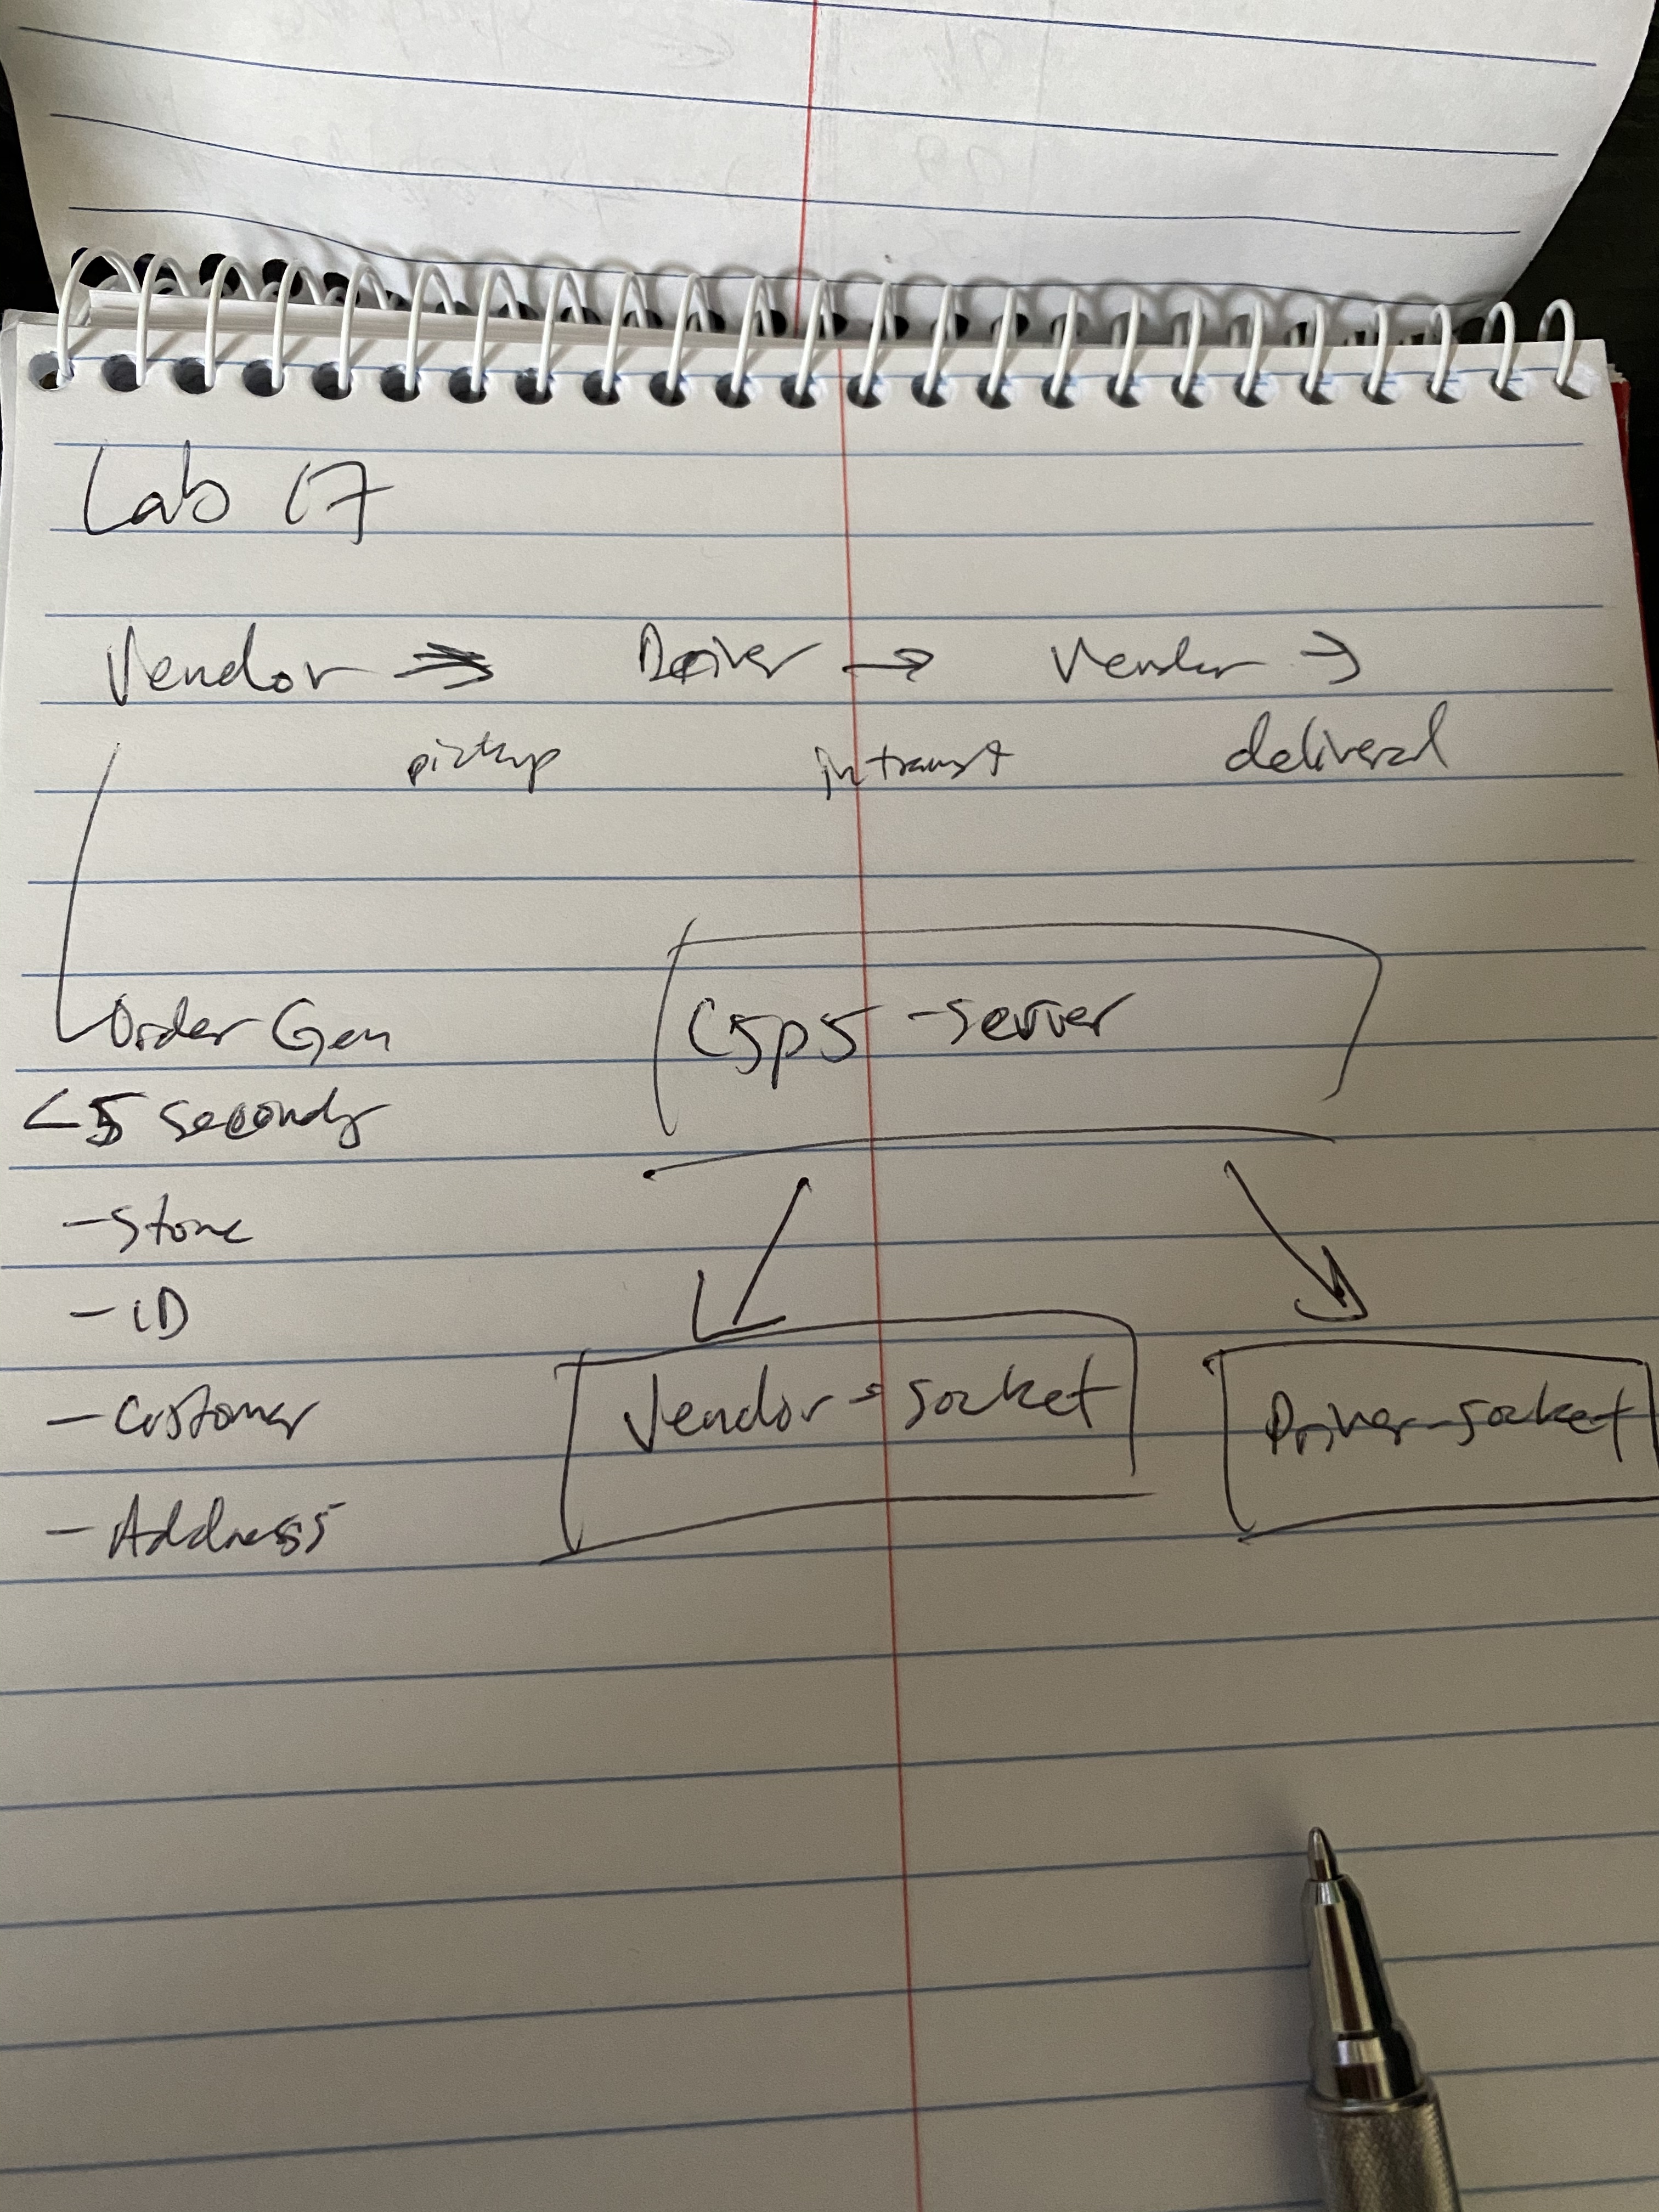 Lab 17
Vendor → Driver → Vendor →
pickup in transit delivered
Order Gen
C5P5 - server
<5 seconds
- Store
- ID
- Customer
- Address
Vendor - socket
Driver - socket